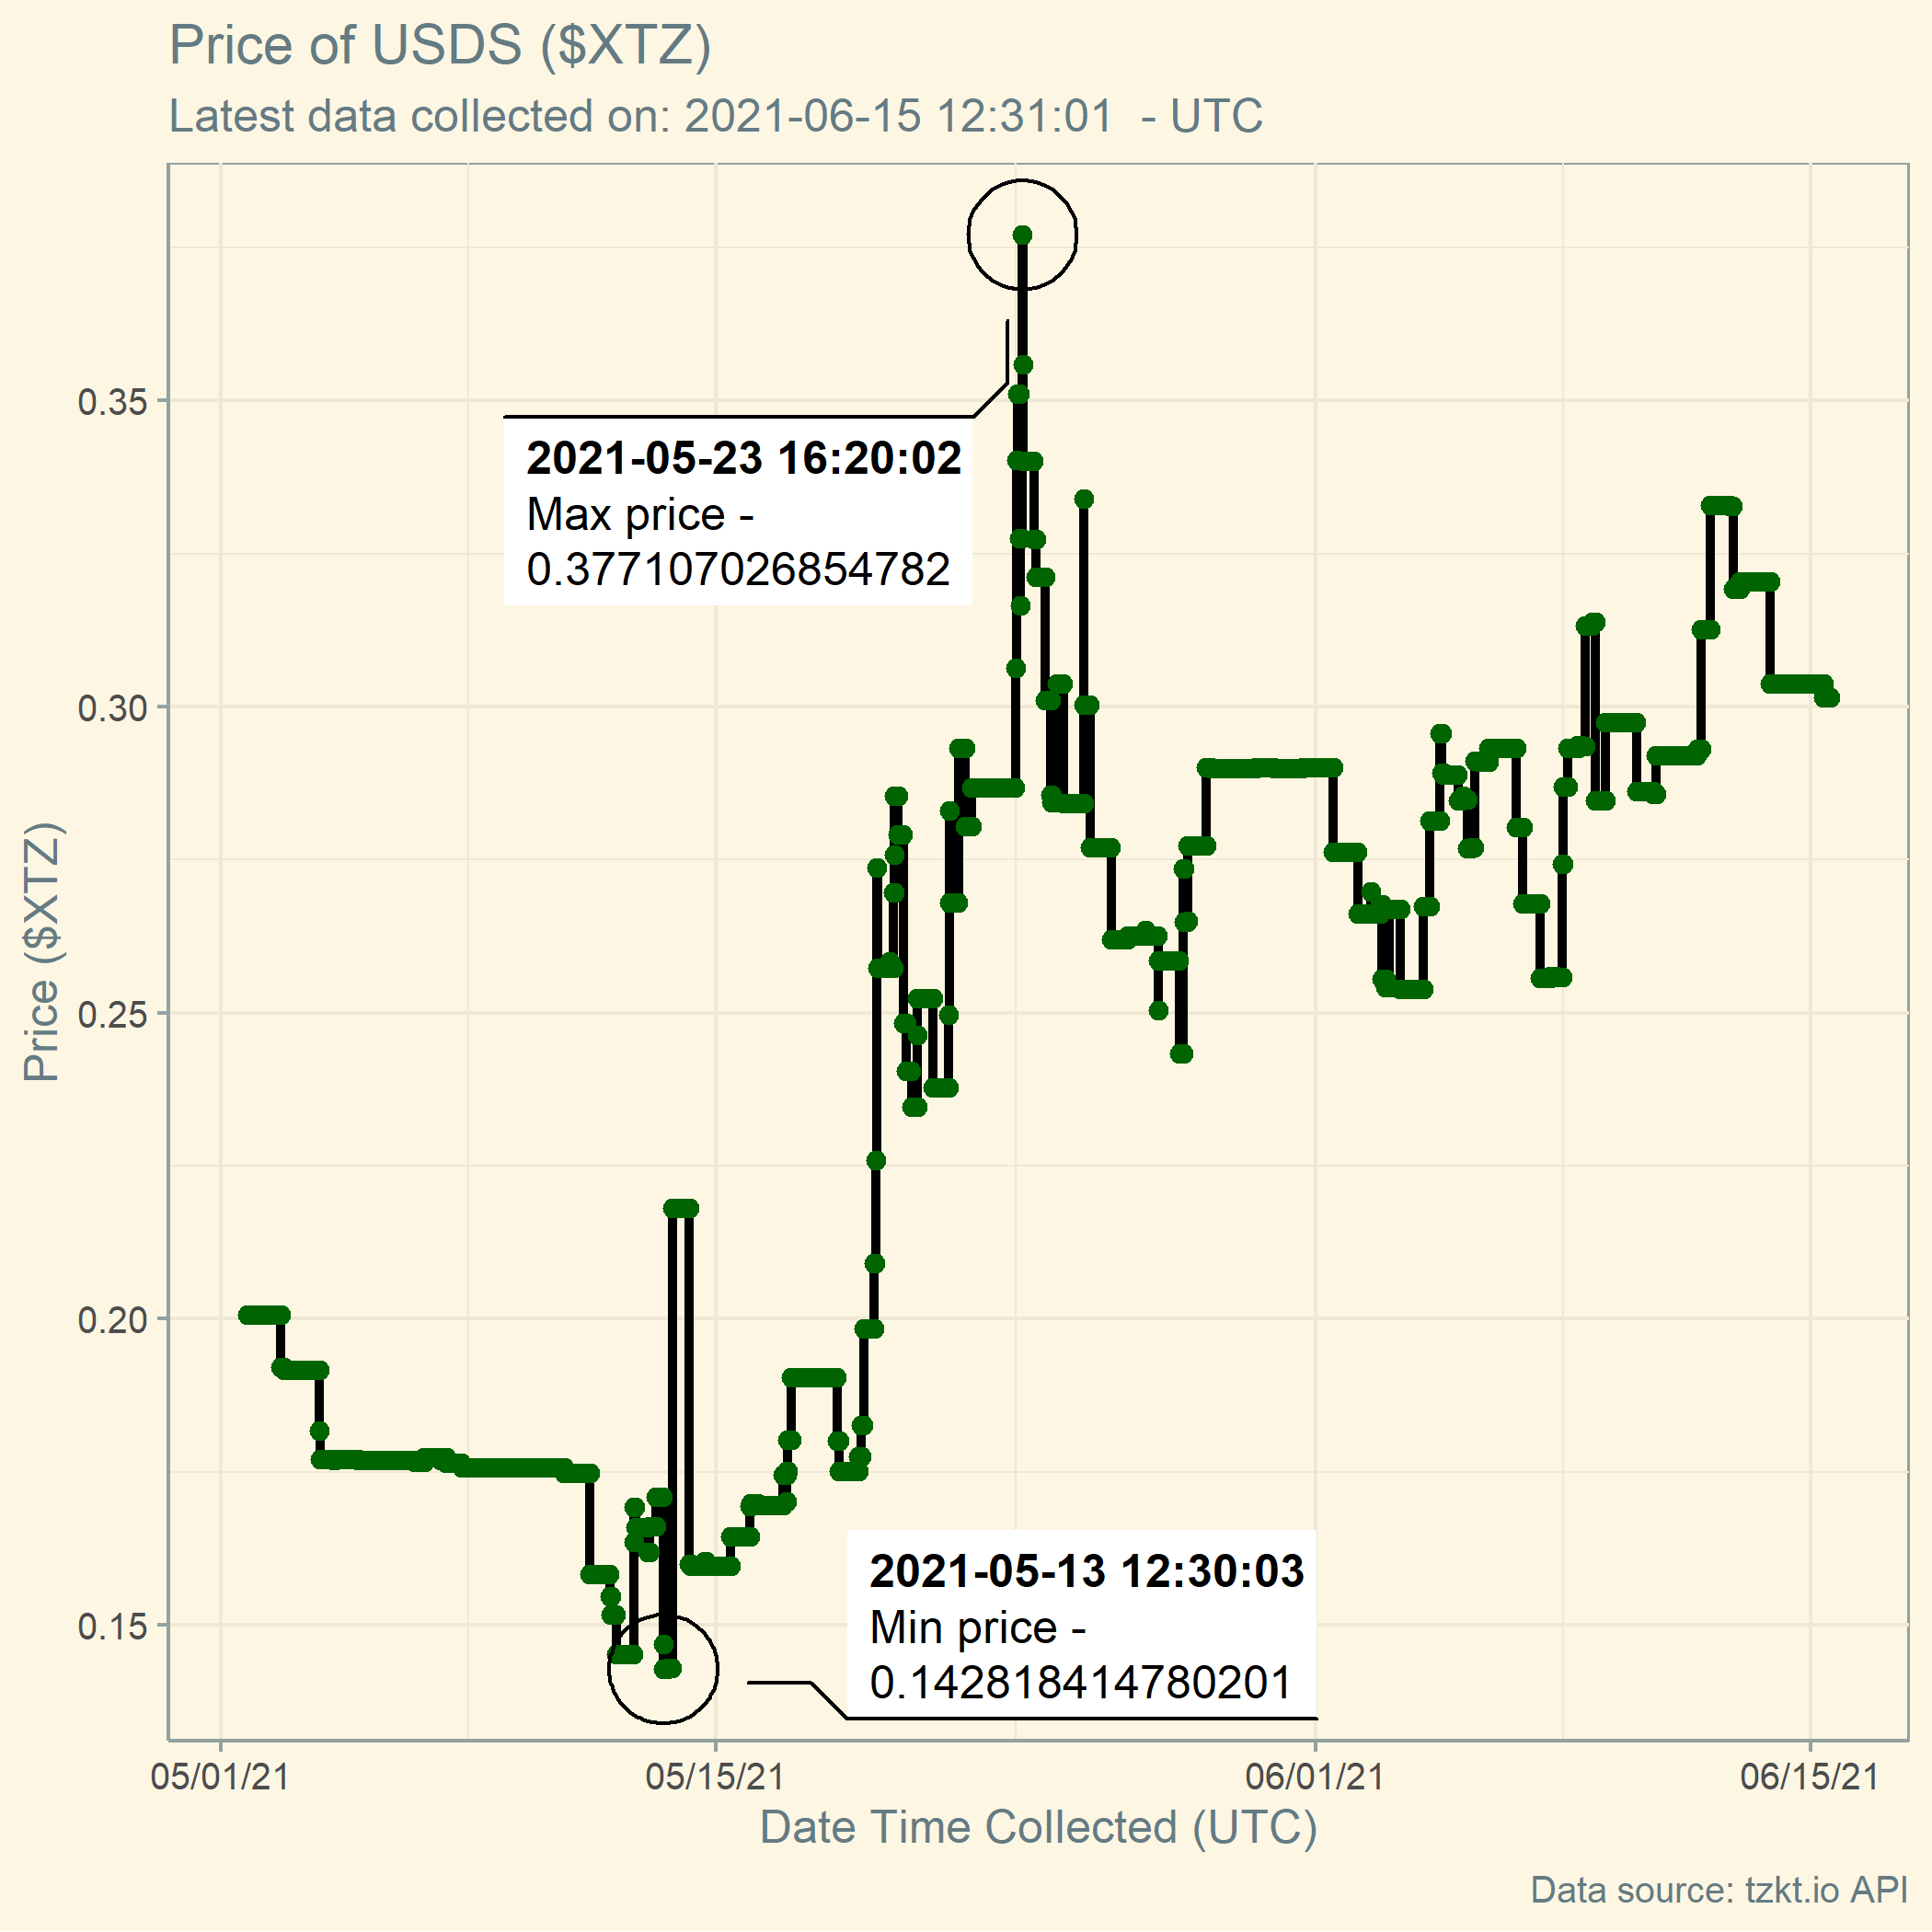 Price of USDS ($XTZ)
Latest data collected on: 2021-06-15 12:31:01  - UTC
2021-05-23 16:20:02
Max price -
0.377107026854782
2021-05-13 12:30:03
Min price -
0.142818414780201
Price ($XTZ)
0.35
0.30
0.25
0.20
0.15
05/01/21
05/15/21
06/01/21
06/15/21
Date Time Collected (UTC)
Data source: tzkt.io API